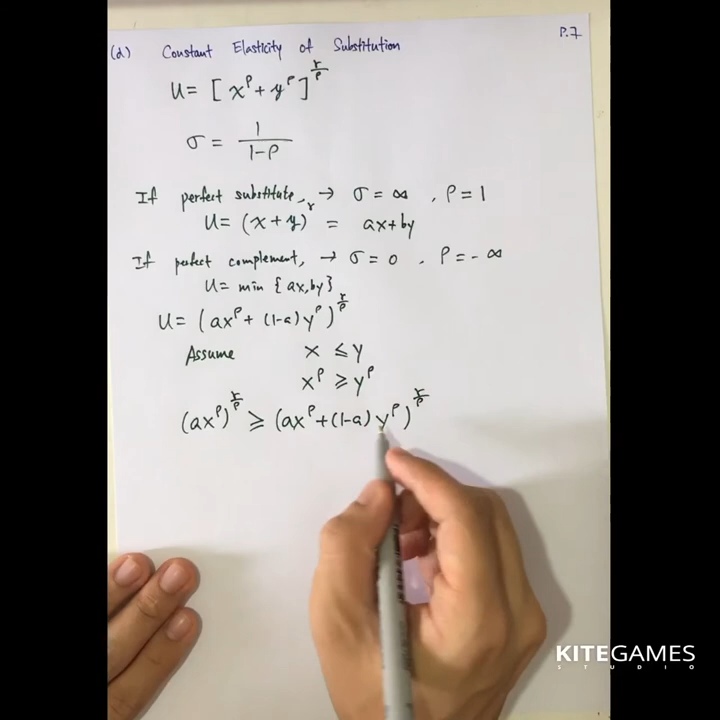 P.7
(d) Constant Elasticity of Substitution
U = [x^ρ + y^ρ]^(r/ρ)
σ = 1/(1-ρ)
If perfect substitute, → σ = ∞, ρ = 1
U = (x+y)^r = ax+by
If perfect complement, → σ = 0, ρ = -∞
U = min {ax,by}
U = (ax^ρ + (1-a)y^ρ)^(r/ρ)
Assume x ≤ y
x^ρ ≥ y^ρ
(ax^ρ)^(r/ρ) ≥ (ax^ρ + (1-a)y^ρ)^(r/ρ)
KITEGAMES
STUDIO